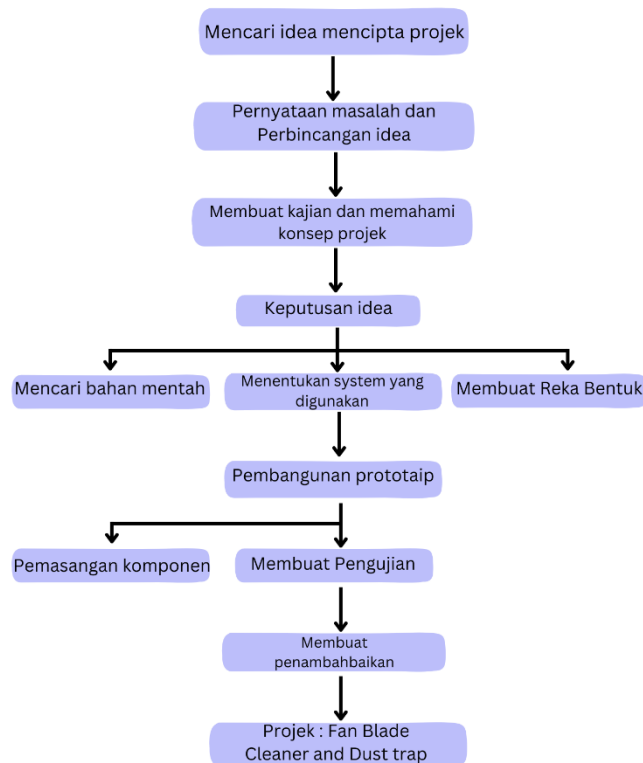 Mencari idea mencipta projek
Pernyataan masalah dan
Perbincangan idea
Membuat kajian dan memahami
konsep projek
Keputusan idea
Mencari bahan mentah
Menentukan system yang
digunakan
Membuat Reka Bentuk
Pembangunan prototaip
Pemasangan komponen
Membuat Pengujian
Membuat
penambahbaikan
Projek : Fan Blade
Cleaner and Dust trap